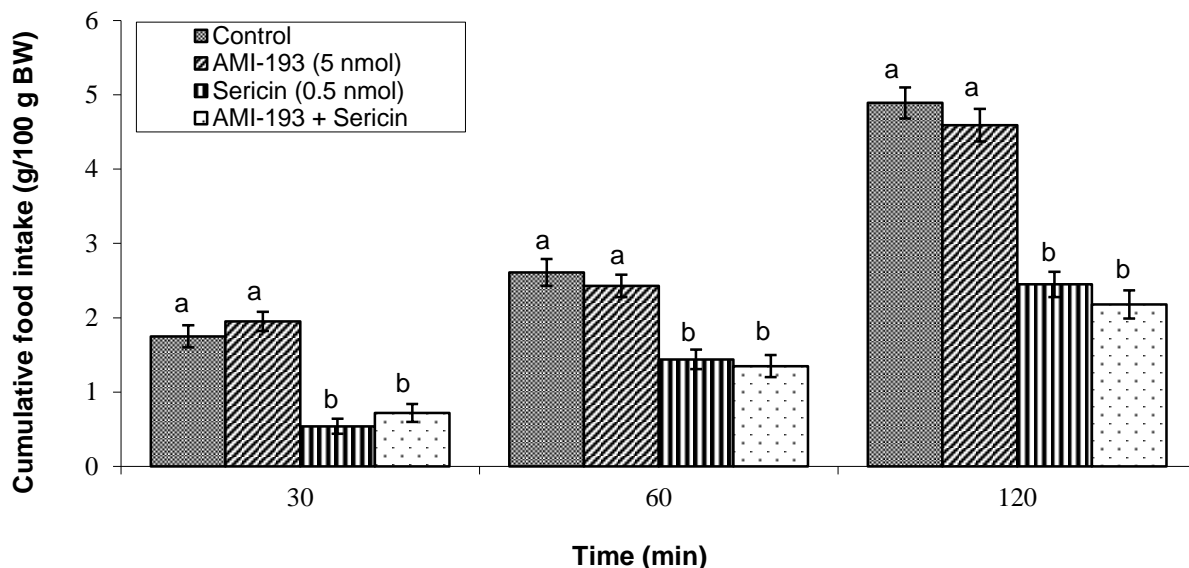 Cumulative food intake (g/100 g BW)
6
5
4
3
2
1
0
Control
AMI-193 (5 nmol)
Sericin (0.5 nmol)
AMI-193 + Sericin
a
a
b
b
a
a
b
b
a
a
b
b
30
60
120
Time (min)